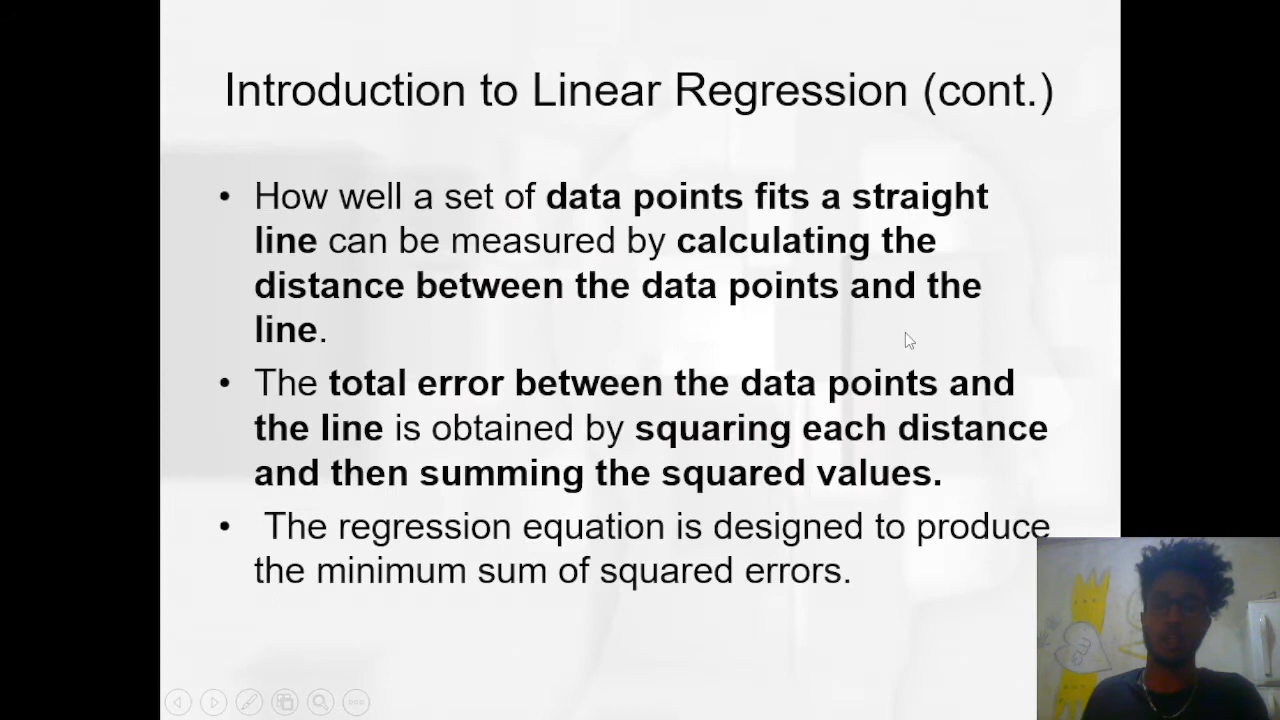 Introduction to Linear Regression (cont.)
• How well a set of data points fits a straight
line can be measured by calculating the
distance between the data points and the
line.
• The total error between the data points and
the line is obtained by squaring each distance
and then summing the squared values.
• The regression equation is designed to produce
the minimum sum of squared errors.